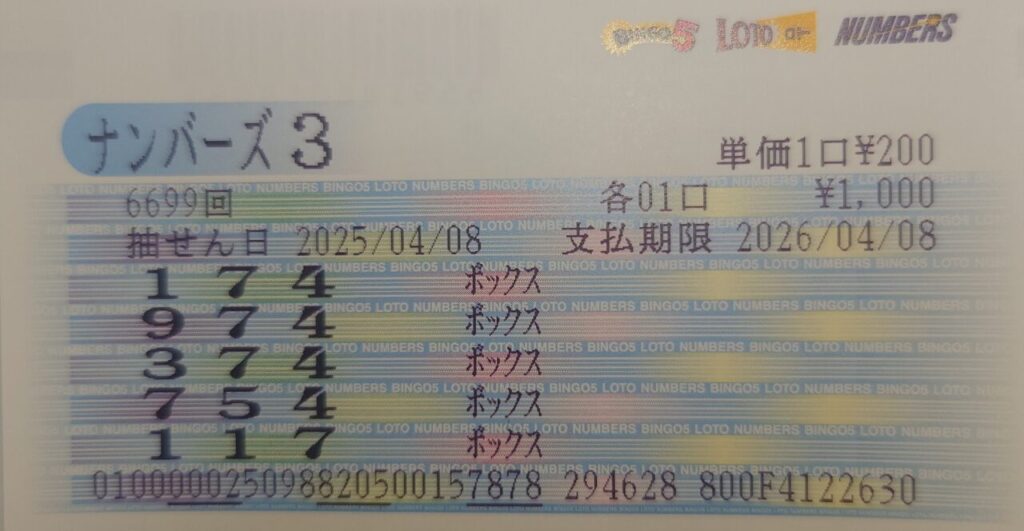 BINGO5 LOTO ロト NUMBERS
ナンバーズ3 単価1口¥200
6699回 各01口 ¥1,000
抽せん日 2025/04/08 支払期限 2026/04/08
1 7 4 ボックス
9 7 4 ボックス
3 7 4 ボックス
7 5 4 ボックス
1 1 7 ボックス
0100000250988205001578​78 294628 800F4122630